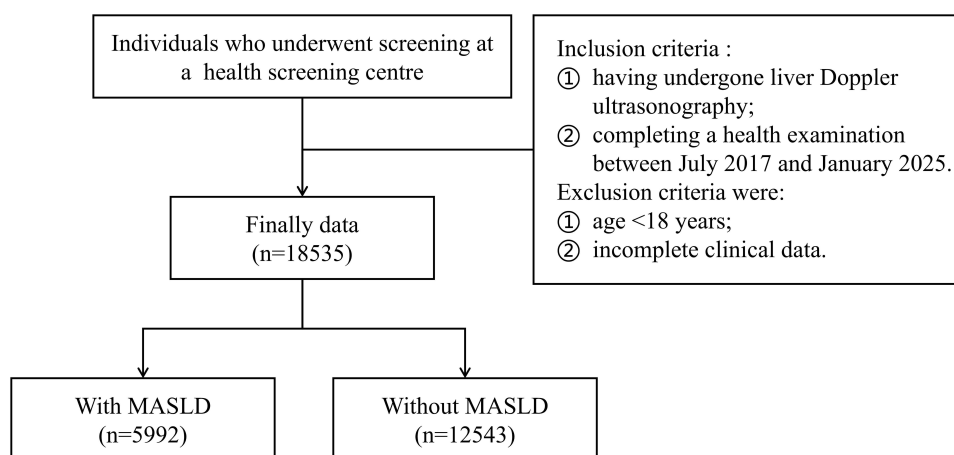 Individuals who underwent screening at
a health screening centre
Inclusion criteria :
① having undergone liver Doppler
ultrasonography;
② completing a health examination
between July 2017 and January 2025.
Exclusion criteria were:
① age <18 years;
② incomplete clinical data.
Finally data
(n=18535)
With MASLD
(n=5992)
Without MASLD
(n=12543)